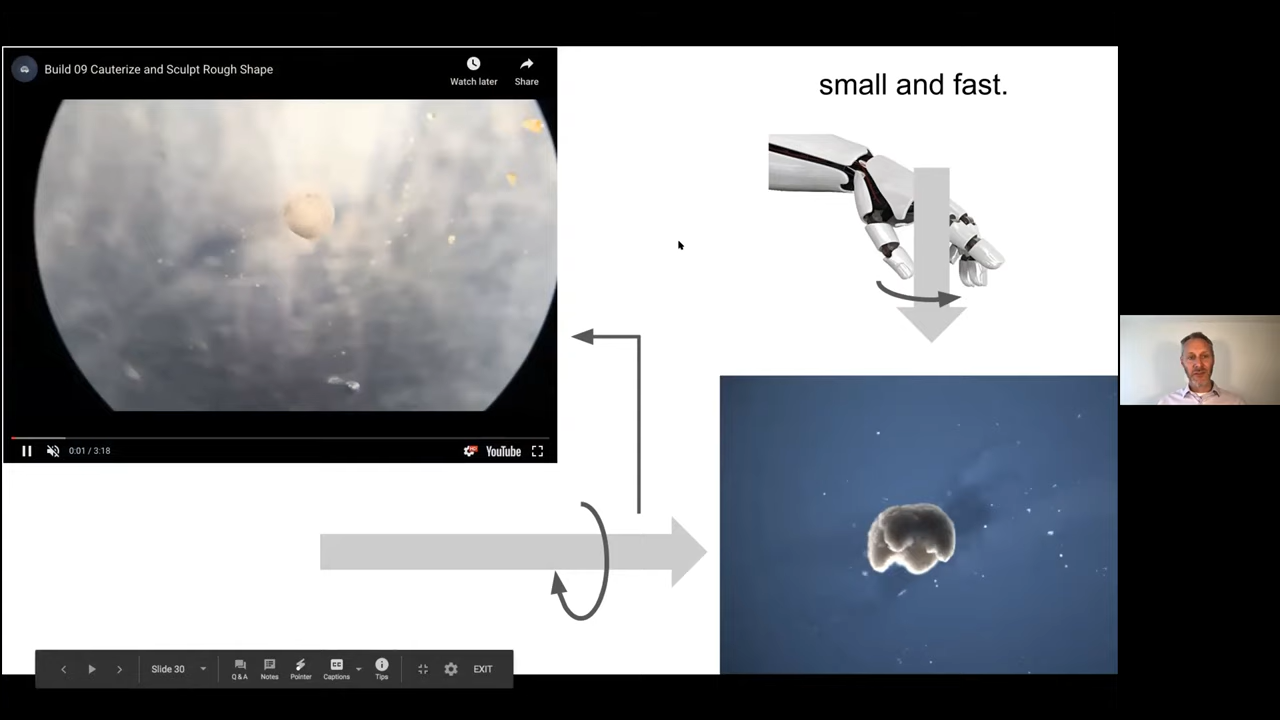 Build 09 Cauterize and Sculpt Rough Shape
Watch later
Share
small and fast.
0:01 / 3:18
YouTube
Slide 30
Q & A
Notes
Pointer
CC
Captions
Tips
EXIT